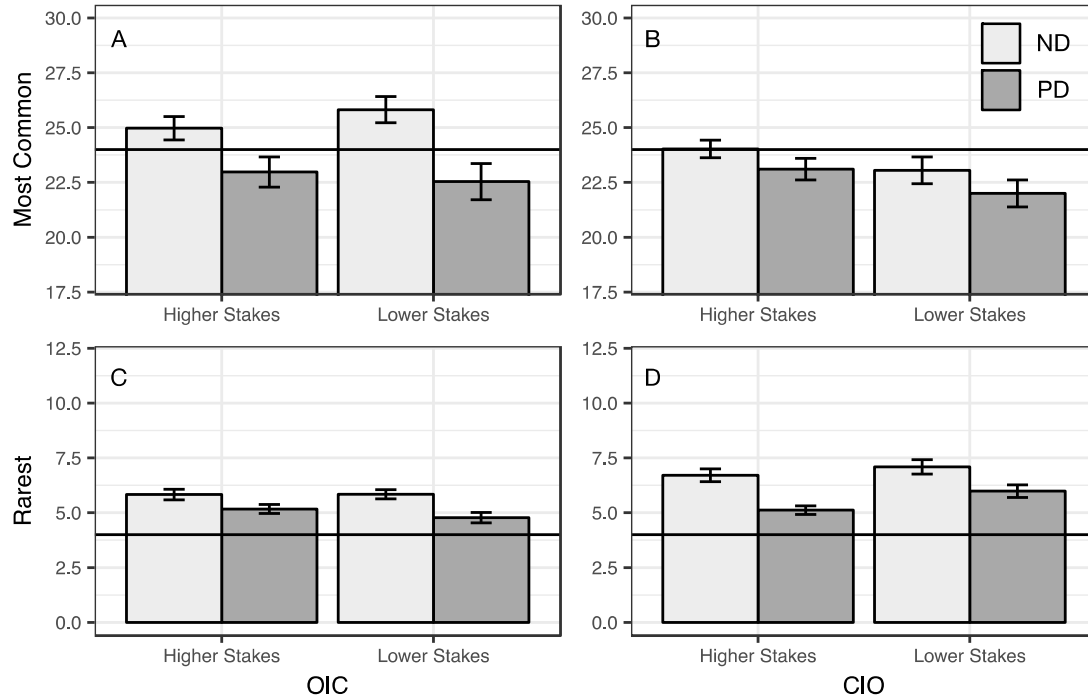 A
B
ND
PD
Most Common
30.0
27.5
25.0
22.5
20.0
17.5
Higher Stakes
Lower Stakes
Higher Stakes
Lower Stakes
C
D
Rarest
12.5
10.0
7.5
5.0
2.5
0.0
12.5
10.0
7.5
5.0
2.5
0.0
30.0
27.5
25.0
22.5
20.0
17.5
Higher Stakes
Lower Stakes
Higher Stakes
Lower Stakes
OIC
CIO